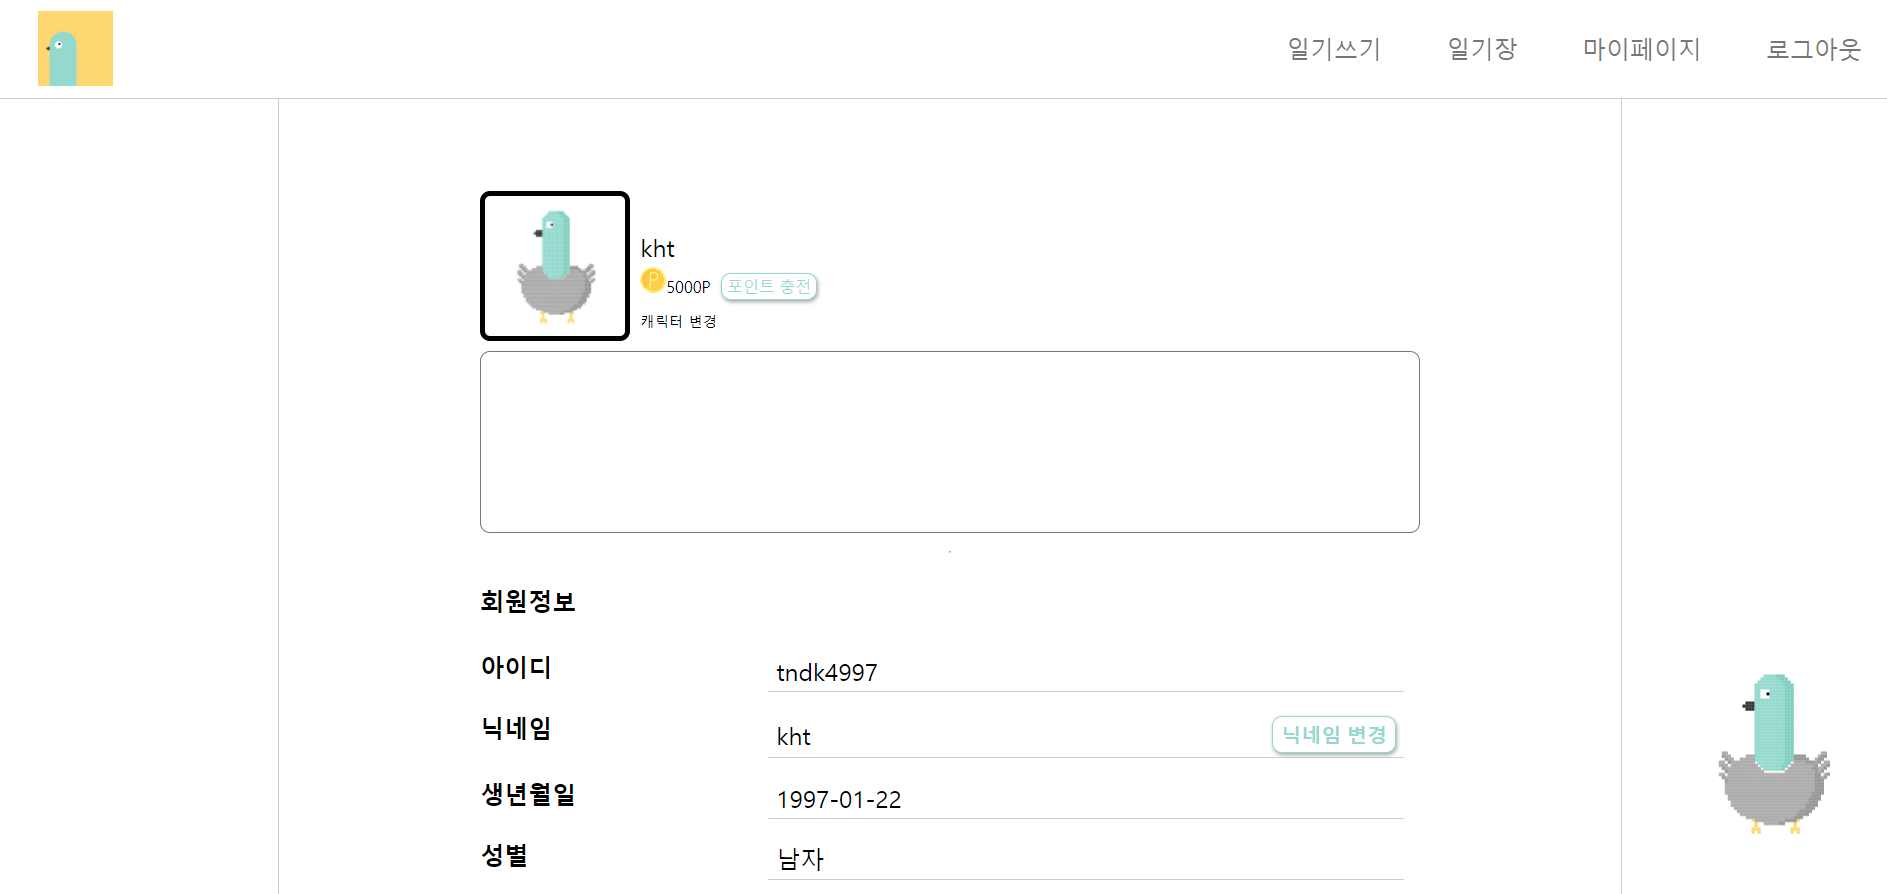 일기쓰기 일기장 마이페이지 로그아웃
kht
P 5000P 포인트 충전
캐릭터 변경
회원정보
아이디 tndk4997
닉네임 kht 닉네임 변경
생년월일 1997-01-22
성별 남자